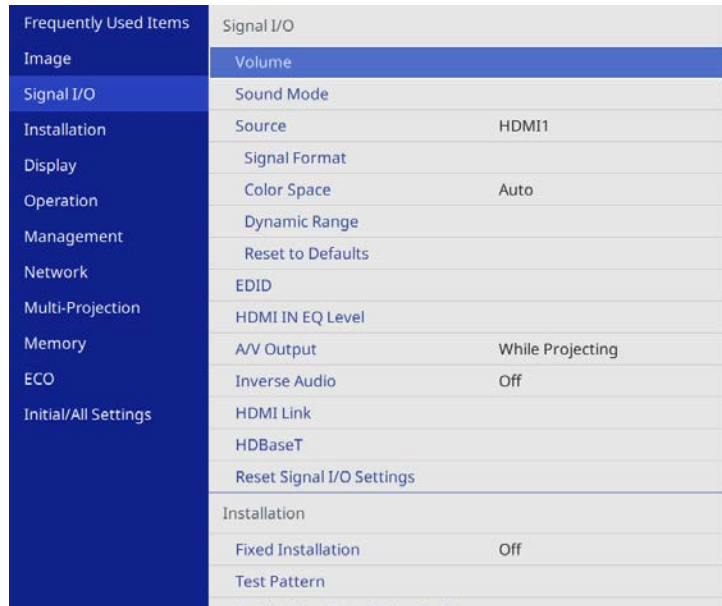 Frequently Used Items
Image
Signal I/O
Installation
Display
Operation
Management
Network
Multi-Projection
Memory
ECO
Initial/All Settings
Signal I/O
Volume
Sound Mode
Source HDMI1
Signal Format
Color Space Auto
Dynamic Range
Reset to Defaults
EDID
HDMI IN EQ Level
A/V Output While Projecting
Inverse Audio Off
HDMI Link
HDBaseT
Reset Signal I/O Settings
Installation
Fixed Installation Off
Test Pattern